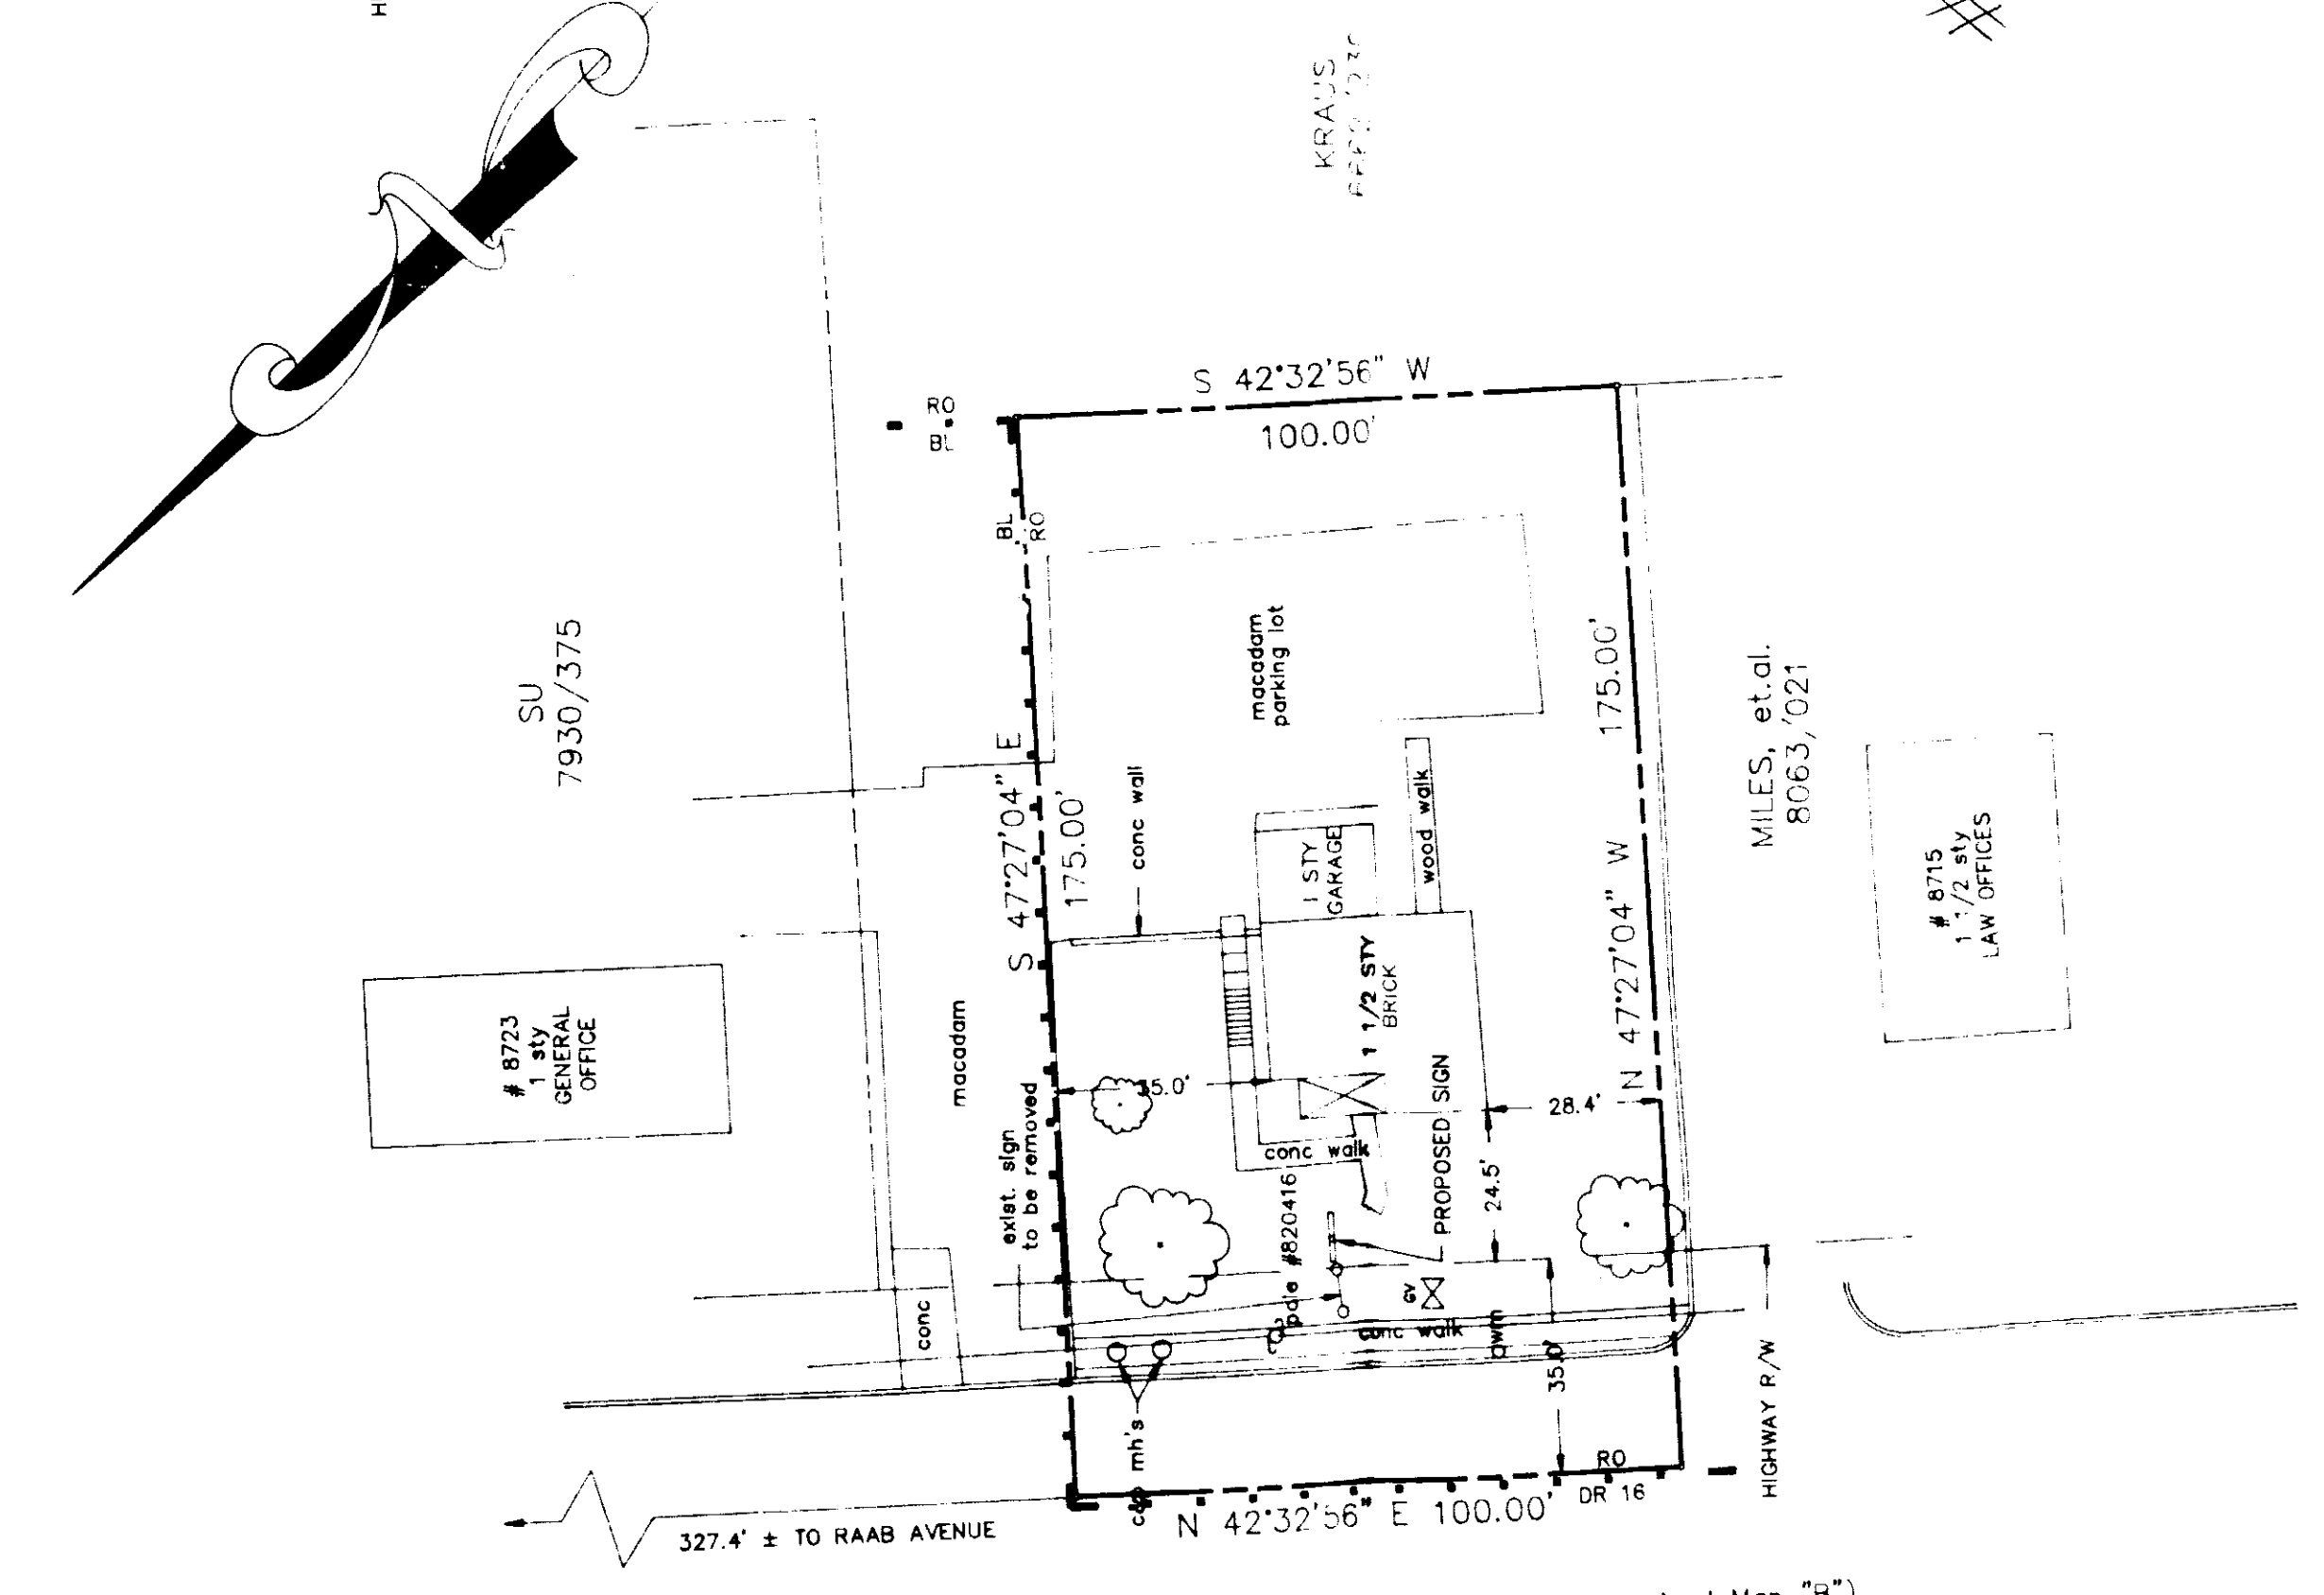 H
KRAUS
S 42°32'56" W
100.00'
RO
BL
BL
RO
SU
7930/375
macadam
parking lot
175.00'
MILES, et.al.
8063/021
S 47°27'04" E
175.00'
conc wall
1 STY
GARAGE
wood walk
N 47°27'04" W
# 8715
1 1/2 sty
LAW OFFICES
# 8723
1 sty
GENERAL
OFFICE
macadam
1 1/2 STY
BRICK
35.0'
28.4'
exist. sign
to be removed
conc walk
PROPOSED SIGN
24.5'
pole #820416
GV
conc
conc walk
35.0'
HIGHWAY R/W
mh's
RO
DR 16
N 42°32'56" E 100.00'
327.4' ± TO RAAB AVENUE
"B")